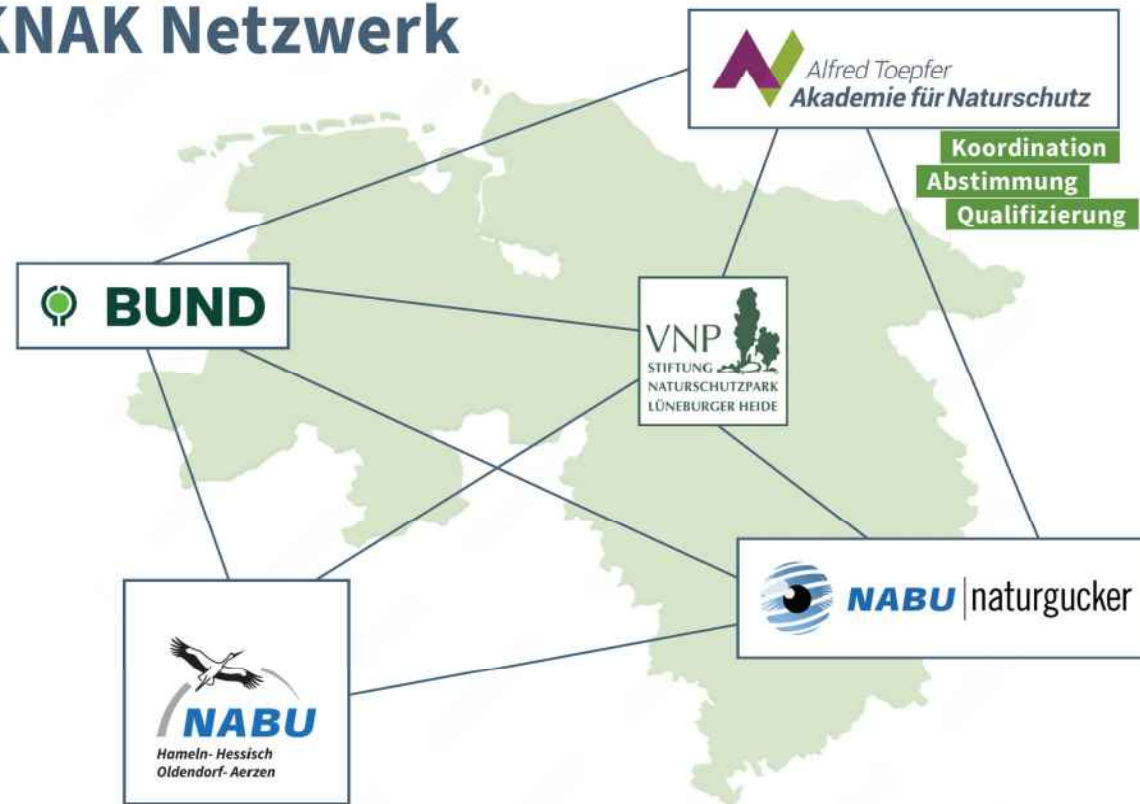 KNAK Netzwerk
Alfred Toepfer
Akademie für Naturschutz
Koordination
Abstimmung
Qualifizierung
BUND
VNP
STIFTUNG
NATURSCHUTZPARK
LÜNEBURGER HEIDE
NABU|naturgucker
NABU
Hameln- Hessisch
Oldendorf- Aerzen